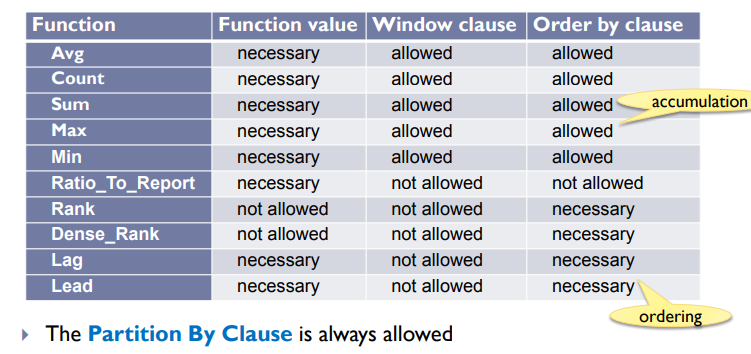 Function Function value Window clause Order by clause
Avg necessary allowed allowed
Count necessary allowed allowed
Sum necessary allowed allowed
accumulation
Max necessary allowed allowed
Min necessary allowed allowed
Ratio_To_Report necessary not allowed not allowed
Rank not allowed not allowed necessary
Dense_Rank not allowed not allowed necessary
Lag necessary not allowed necessary
Lead necessary not allowed necessary
ordering
The Partition By Clause is always allowed